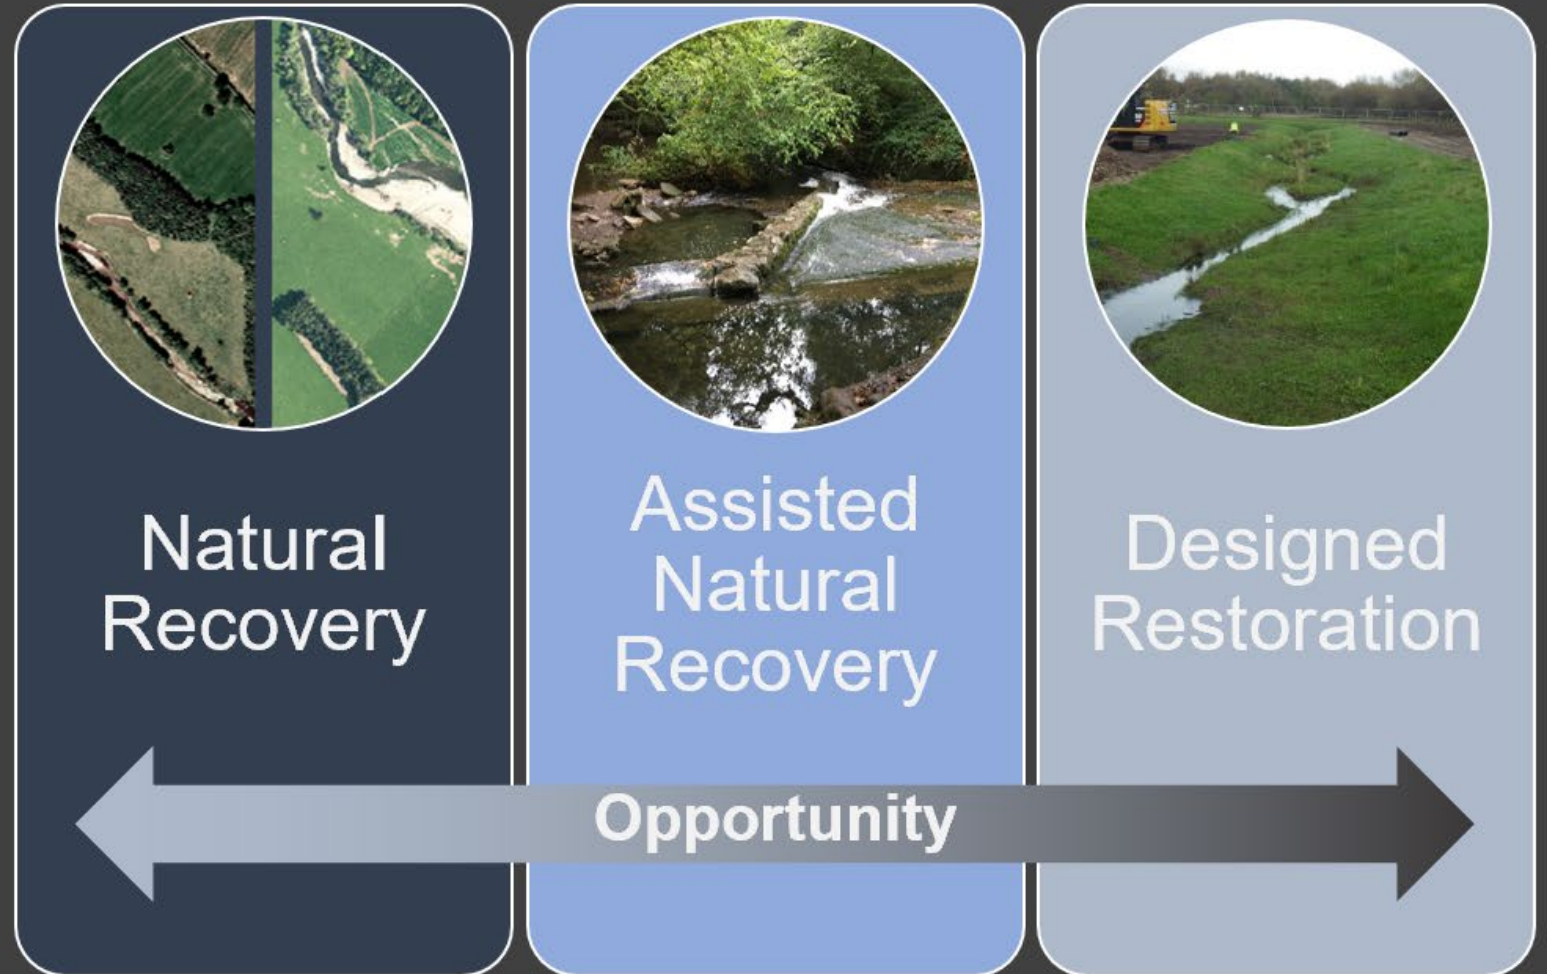 Natural
Recovery
Assisted
Natural
Recovery
Designed
Restoration
Opportunity